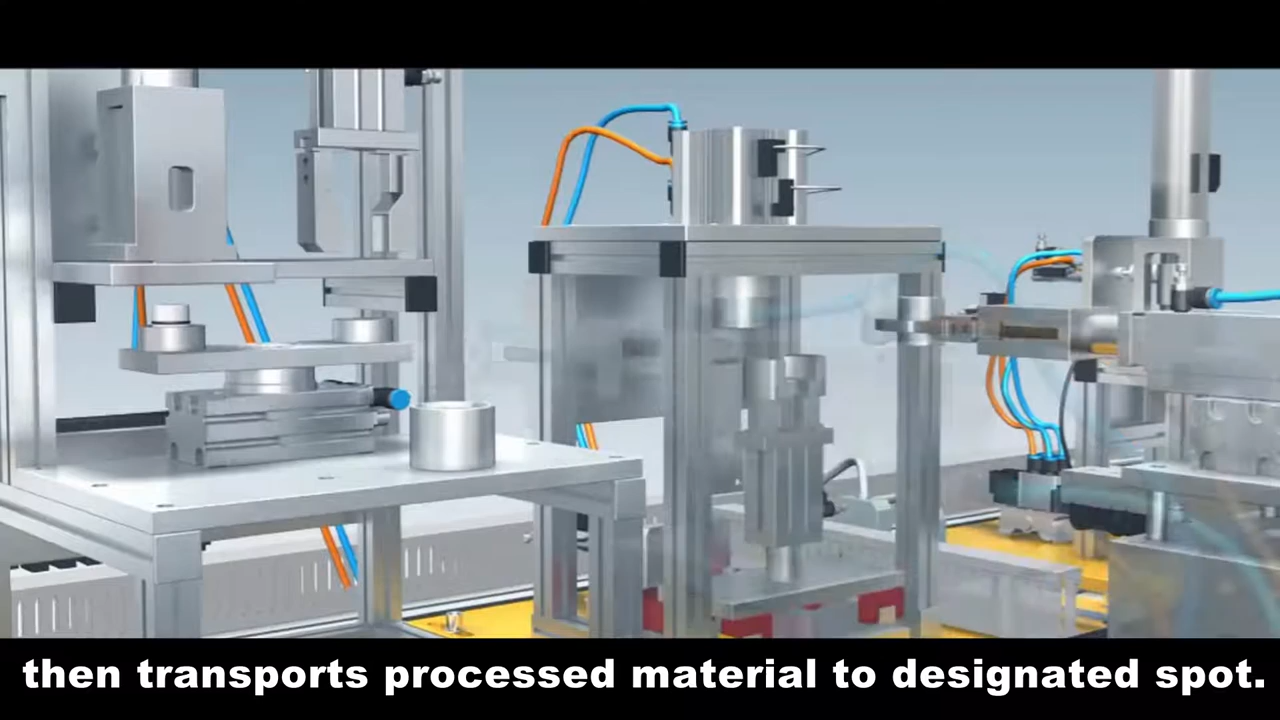 then transports processed material to designated spot.